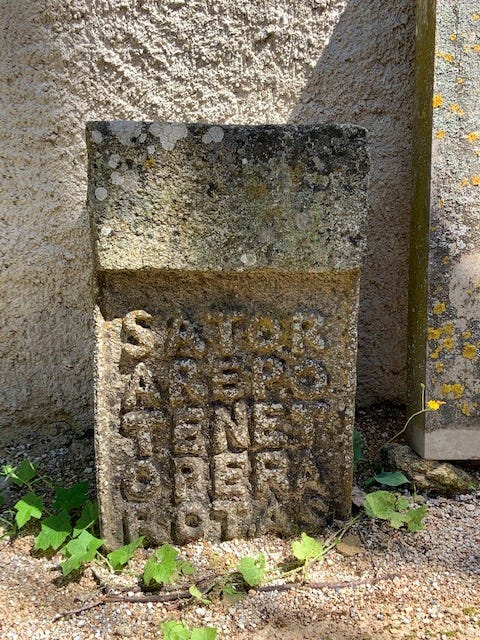 SATOR
AREPO
TENET
OPERA
ROTAS